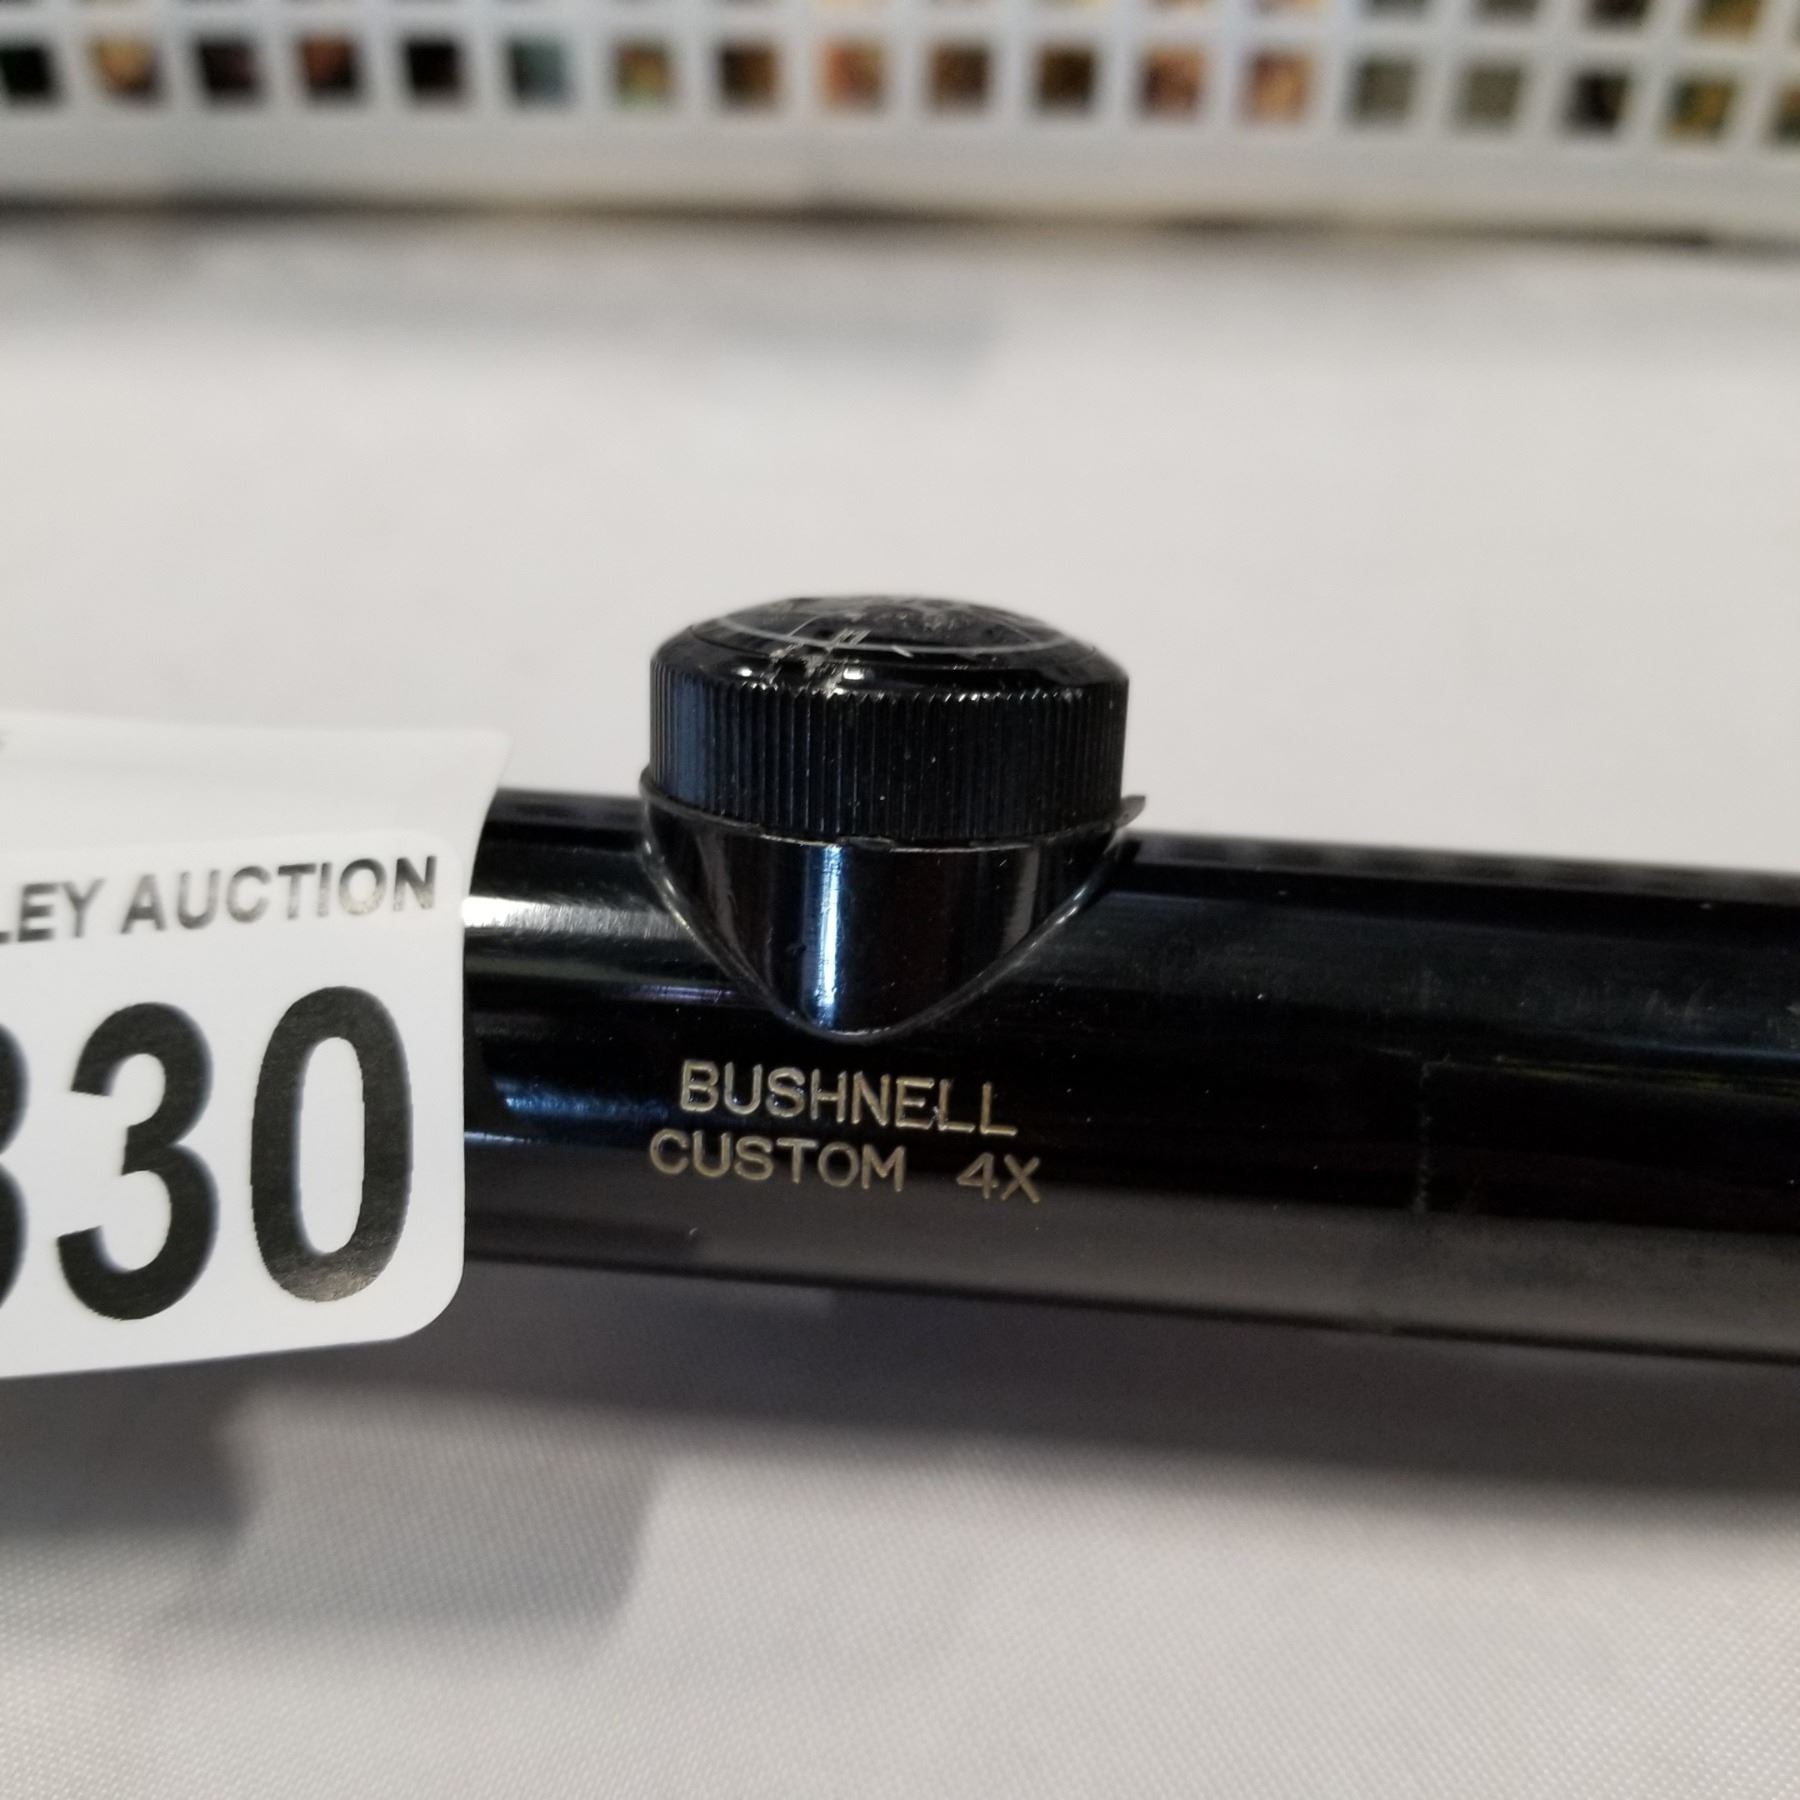 LEY AUCTION
330
BUSHNELL
CUSTOM 4X